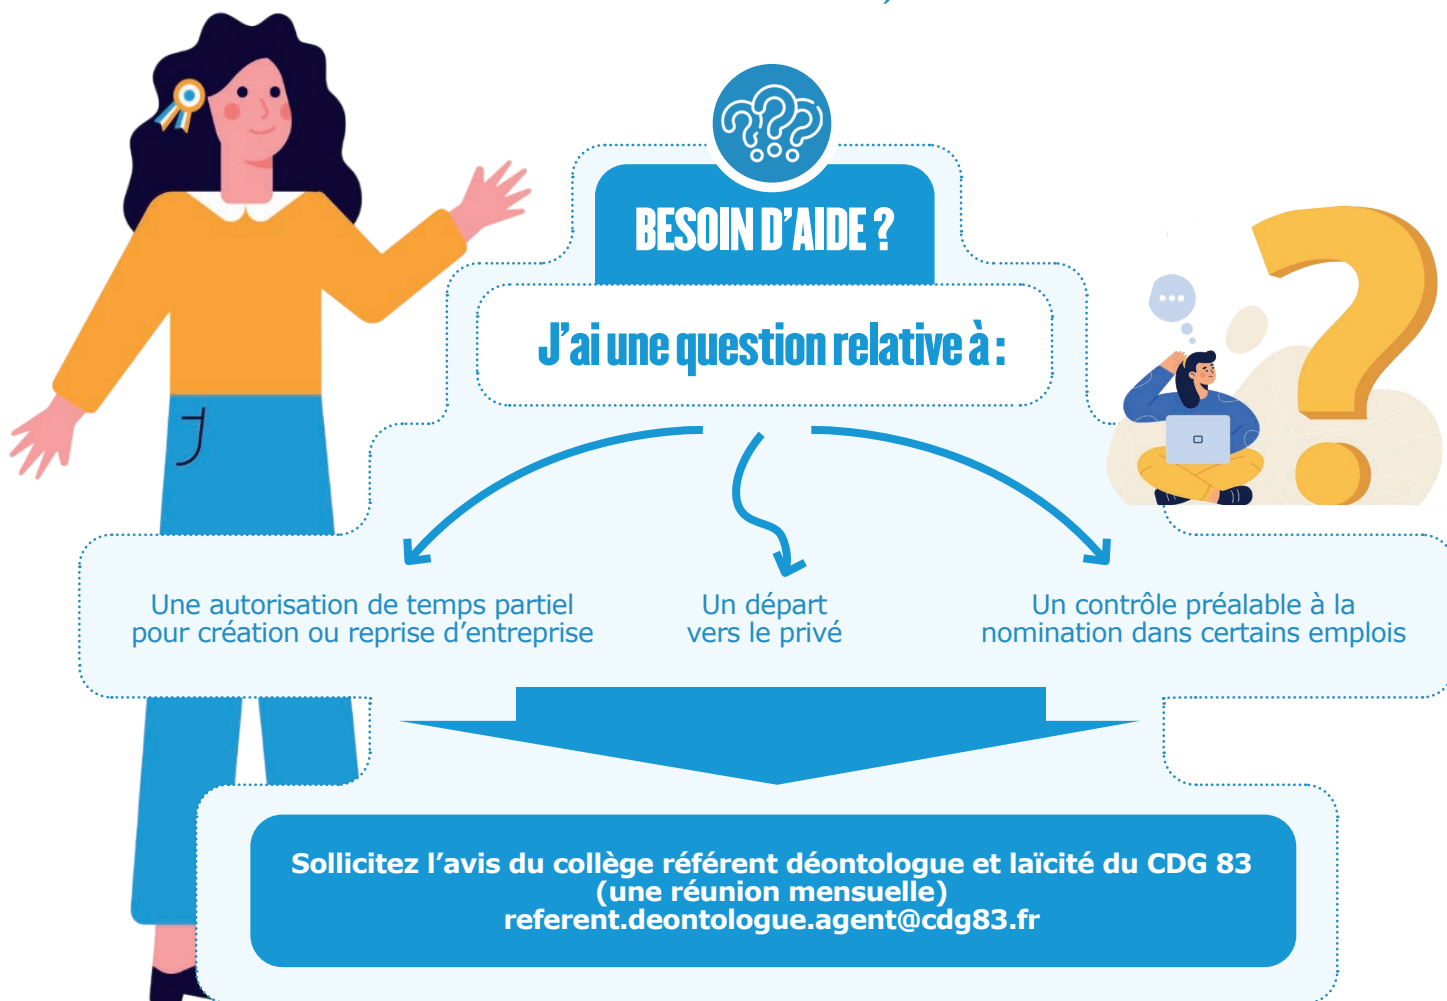 BESOIN D'AIDE ?
J'ai une question relative à :
Une autorisation de temps partiel
pour création ou reprise d'entreprise
Un départ
vers le privé
Un contrôle préalable à la
nomination dans certains emplois
Sollicitez l'avis du collège référent déontologue et laïcité du CDG 83
(une réunion mensuelle)
referent.deontologue.agent@cdg83.fr